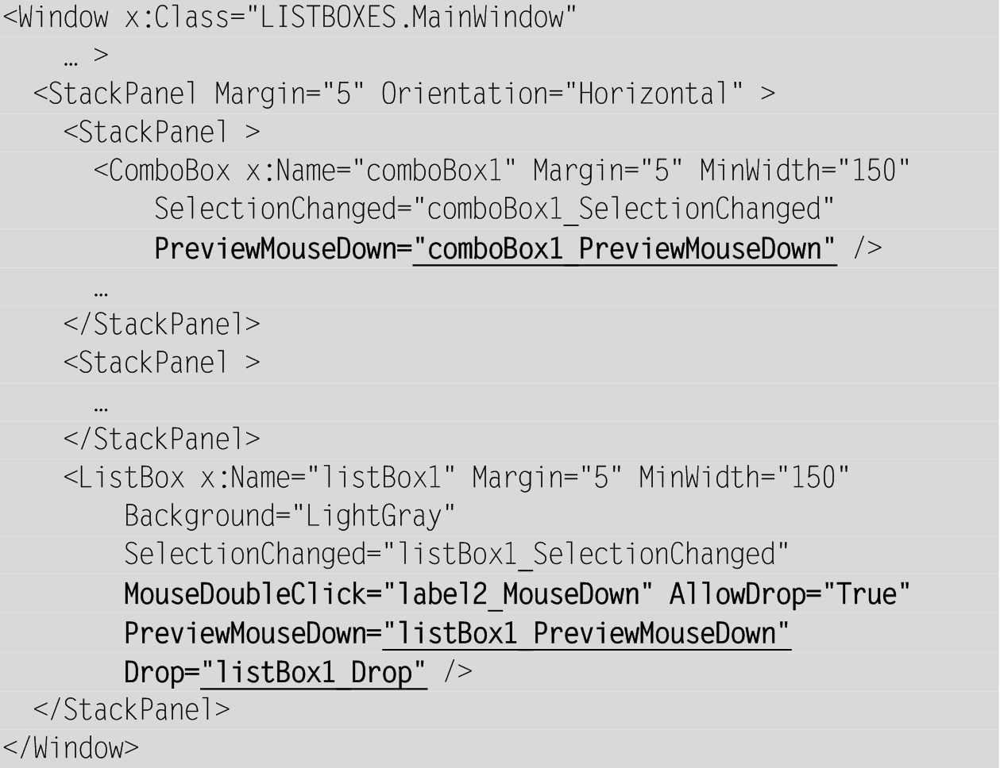 <Window x:Class="LISTBOXES.MainWindow"
… >
<StackPanel Margin="5" Orientation="Horizontal" >
<StackPanel >
<ComboBox x:Name="comboBox1" Margin="5" MinWidth="150"
SelectionChanged="comboBox1_SelectionChanged"
PreviewMouseDown="comboBox1_PreviewMouseDown" />
…
</StackPanel>
<StackPanel >
…
</StackPanel>
<ListBox x:Name="listBox1" Margin="5" MinWidth="150"
Background="LightGray"
SelectionChanged="listBox1_SelectionChanged"
MouseDoubleClick="label2_MouseDown" AllowDrop="True"
PreviewMouseDown="listBox1_PreviewMouseDown"
Drop="listBox1_Drop" />
</StackPanel>
</Window>